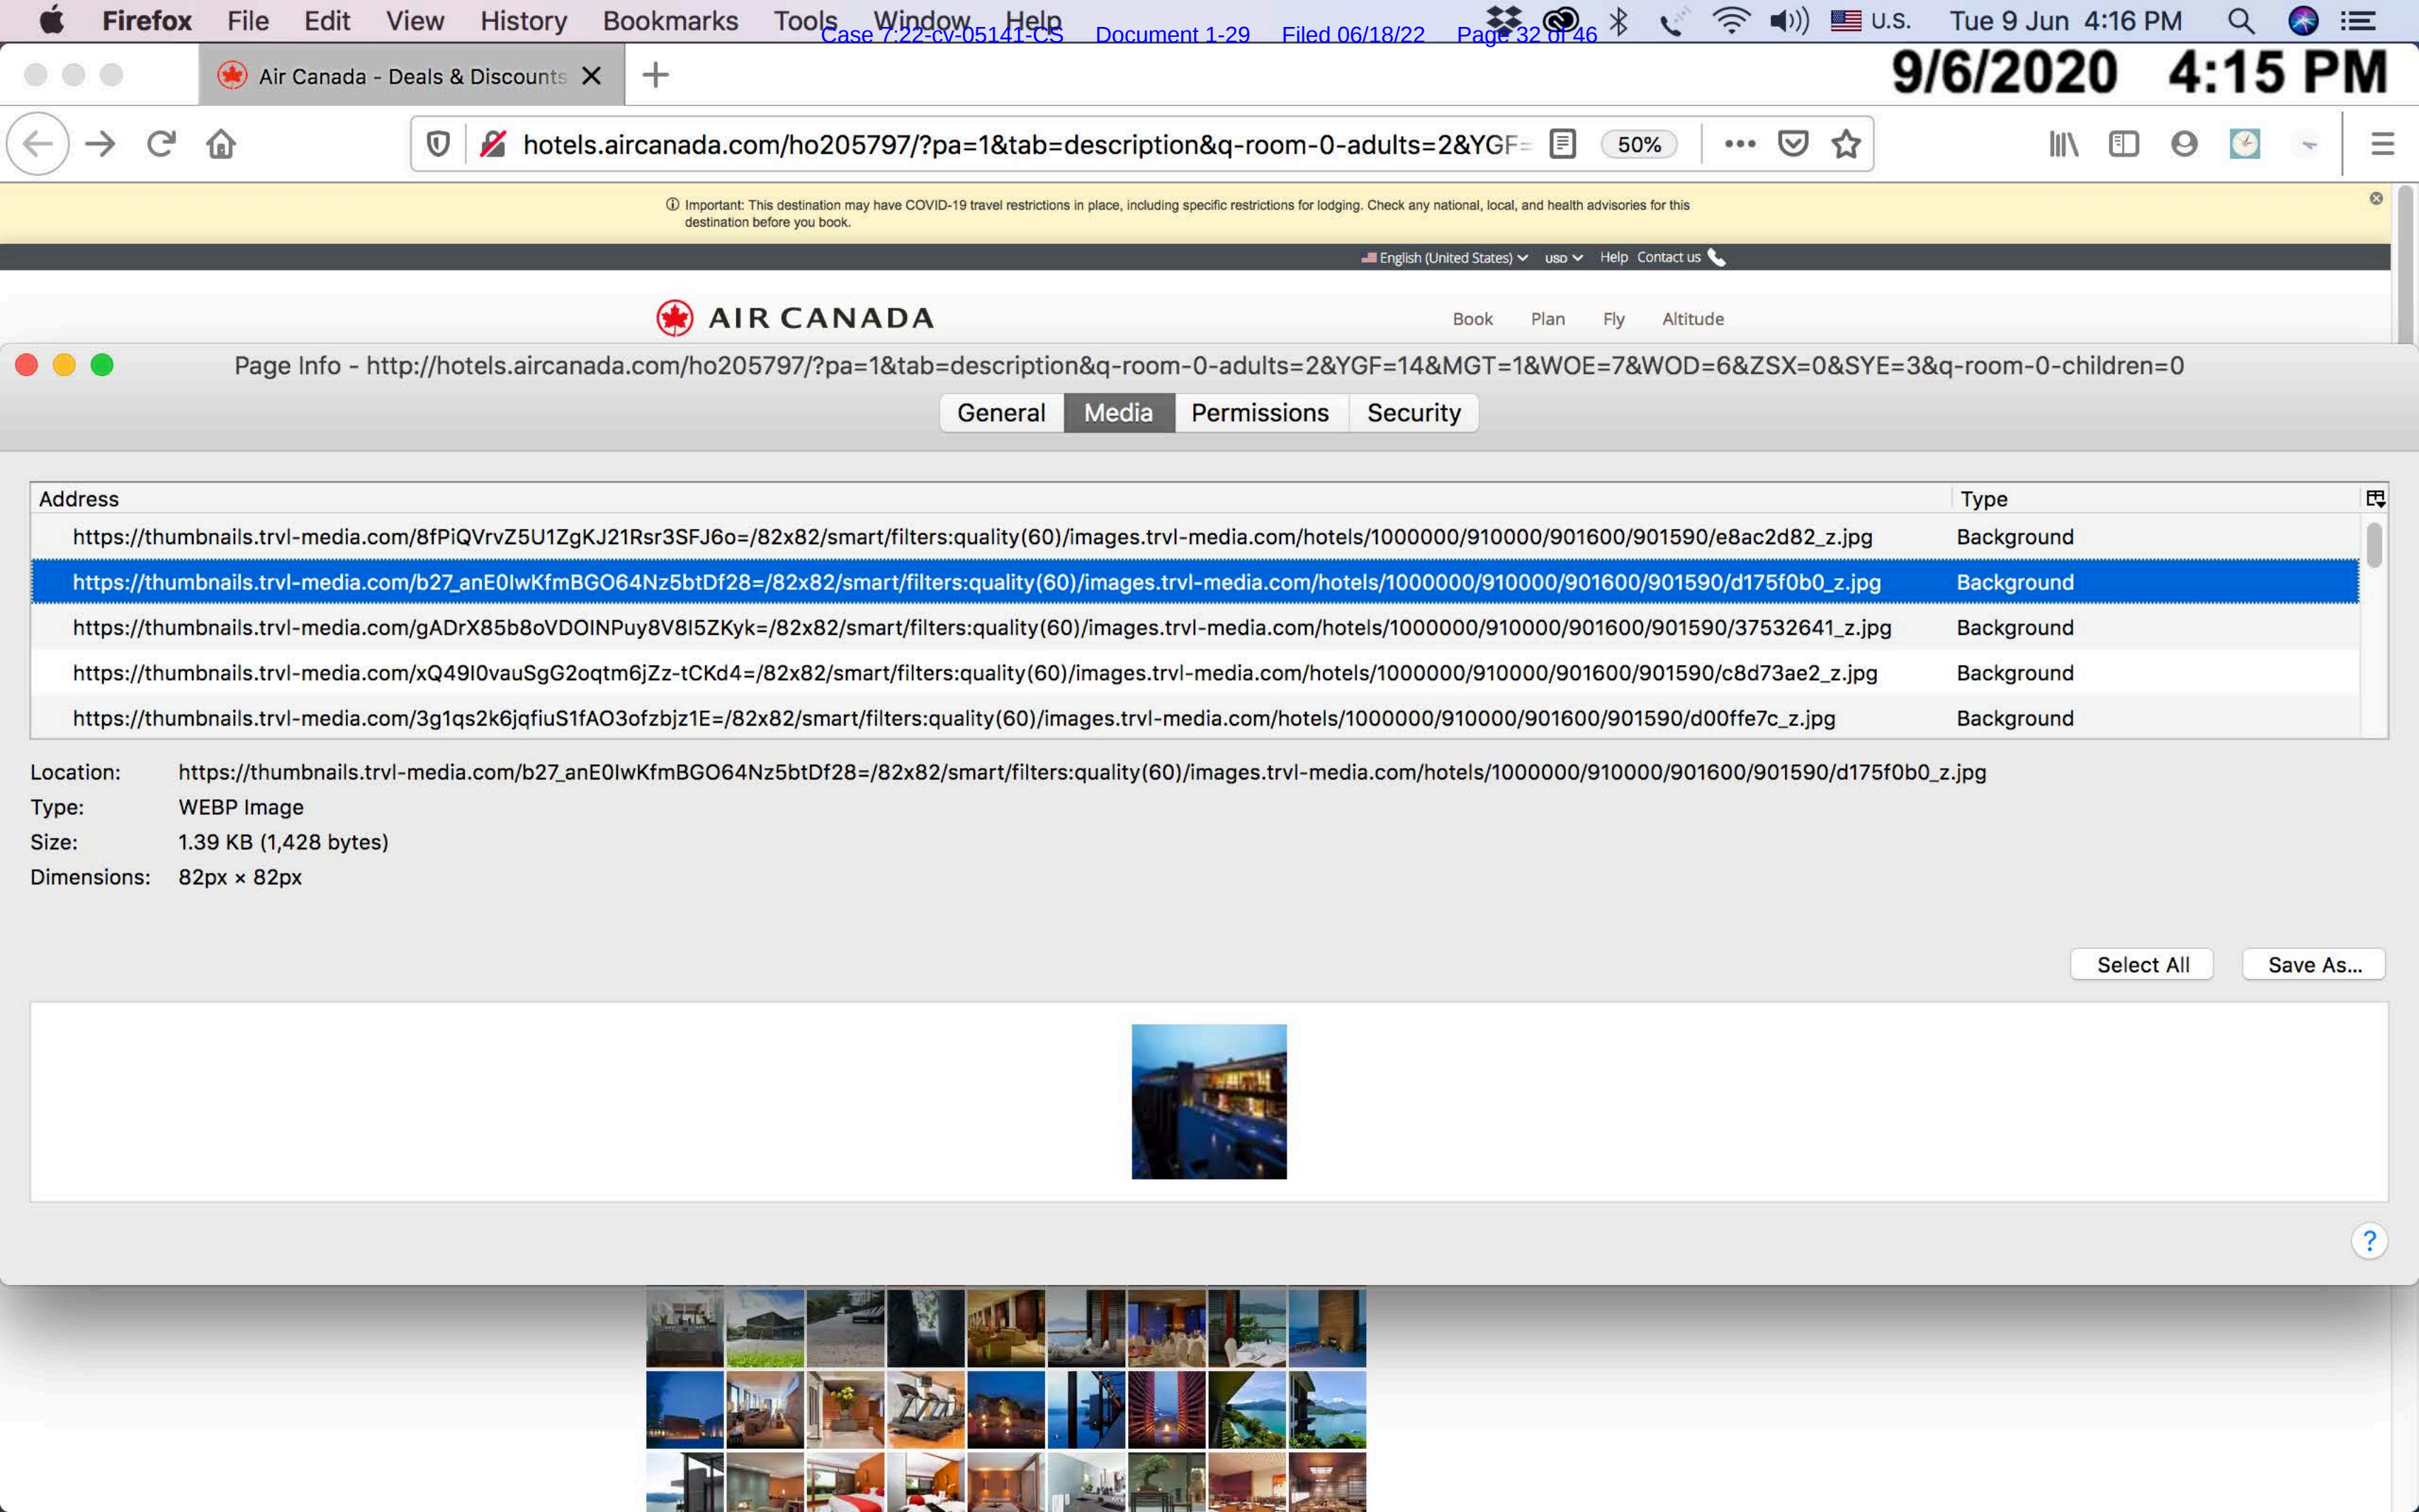 Firefox File Edit View History Bookmarks Tools Window Help U.S. Tue 9 Jun 4:16 PM
Case 7:22-cv-05141-CS Document 1-29 Filed 06/18/22 Page 32 of 46
Air Canada - Deals & Discounts
9/6/2020 4:15 PM
hotels.aircanada.com/ho205797/?pa=1&tab=description&q-room-0-adults=2&YGF= 50%
Important: This destination may have COVID-19 travel restrictions in place, including specific restrictions for lodging. Check any national, local, and health advisories for this
destination before you book.
English (United States) USD Help Contact us
AIR CANADA Book Plan Fly Altitude
Page Info - http://hotels.aircanada.com/ho205797/?pa=1&tab=description&q-room-0-adults=2&YGF=14&MGT=1&WOE=7&WOD=6&ZSX=0&SYE=3&q-room-0-children=0
General Media Permissions Security
Address Type
https://thumbnails.trvl-media.com/8fPiQVrvZ5U1ZgKJ21Rsr3SFJ6o=/82x82/smart/filters:quality(60)/images.trvl-media.com/hotels/1000000/910000/901600/901590/e8ac2d82_z.jpg Background
https://thumbnails.trvl-media.com/b27_anE0IwKfmBGO64Nz5btDf28=/82x82/smart/filters:quality(60)/images.trvl-media.com/hotels/1000000/910000/901600/901590/d175f0b0_z.jpg Background
https://thumbnails.trvl-media.com/gADrX85b8oVDOINPuy8V8I5ZKyk=/82x82/smart/filters:quality(60)/images.trvl-media.com/hotels/1000000/910000/901600/901590/37532641_z.jpg Background
https://thumbnails.trvl-media.com/xQ49I0vauSgG2oqtm6jZz-tCKd4=/82x82/smart/filters:quality(60)/images.trvl-media.com/hotels/1000000/910000/901600/901590/c8d73ae2_z.jpg Background
https://thumbnails.trvl-media.com/3g1qs2k6jqfiuS1fAO3ofzbjz1E=/82x82/smart/filters:quality(60)/images.trvl-media.com/hotels/1000000/910000/901600/901590/d00ffe7c_z.jpg Background
Location: https://thumbnails.trvl-media.com/b27_anE0IwKfmBGO64Nz5btDf28=/82x82/smart/filters:quality(60)/images.trvl-media.com/hotels/1000000/910000/901600/901590/d175f0b0_z.jpg
Type: WEBP Image
Size: 1.39 KB (1,428 bytes)
Dimensions: 82px × 82px
Select All Save As...
?